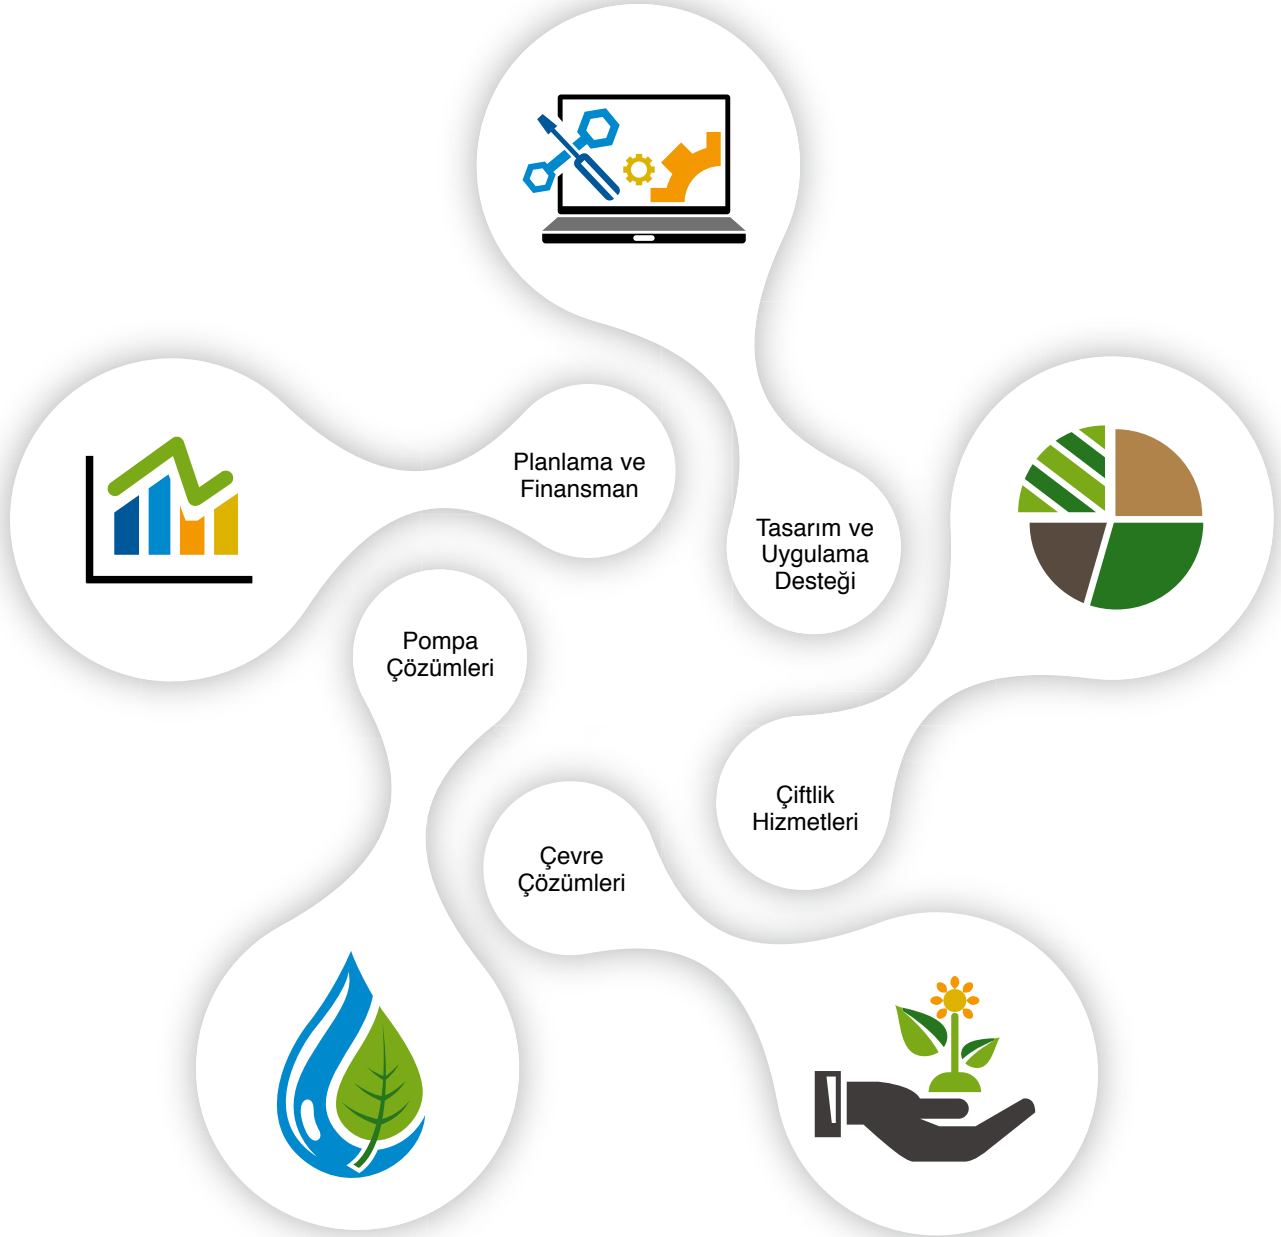 Planlama ve
Finansman
Tasarım ve
Uygulama
Desteği
Pompa
Çözümleri
Çiftlik
Hizmetleri
Çevre
Çözümleri